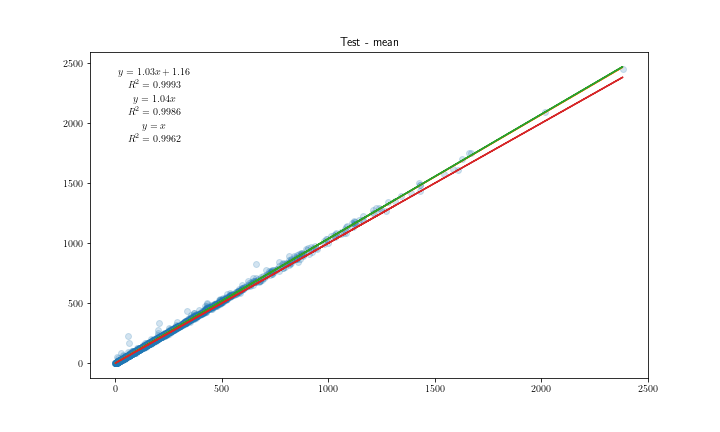 Test - mean
2500
2000
1500
1000
500
0
y = 1.03x + 1.16
R² = 0.9993
y = 1.04x
R² = 0.9986
y = x
R² = 0.9962
0
500
1000
1500
2000
2500